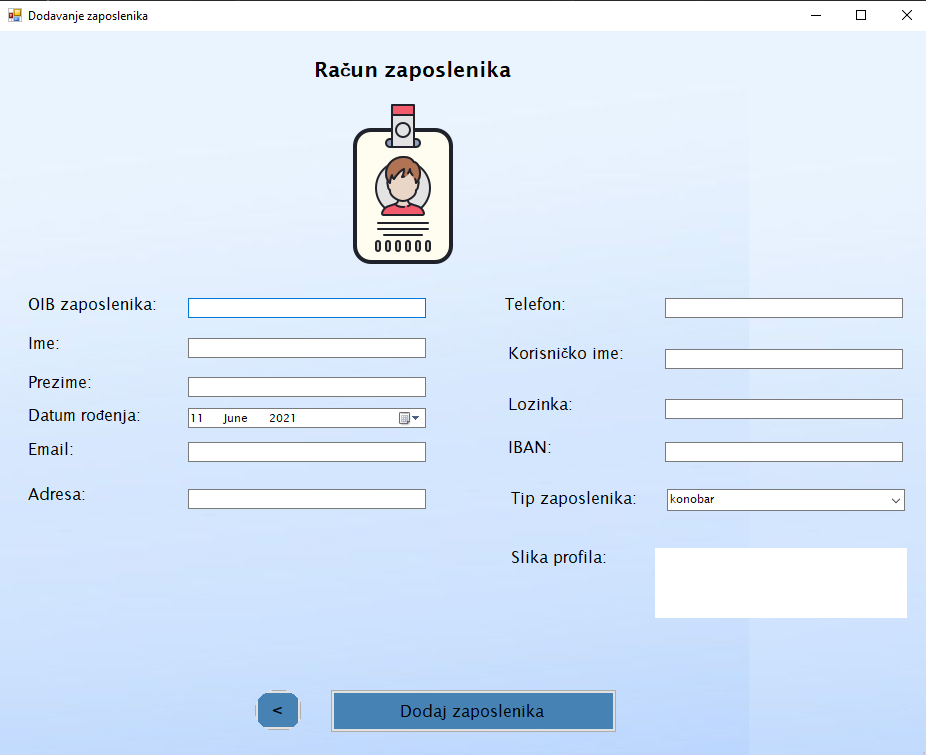 Dodavanje zaposlenika
Račun zaposlenika
OIB zaposlenika:
Ime:
Prezime:
Datum rođenja:
11 June 2021
Email:
Adresa:
Telefon:
Korisničko ime:
Lozinka:
IBAN:
Tip zaposlenika:
konobar
Slika profila:
<
Dodaj zaposlenika